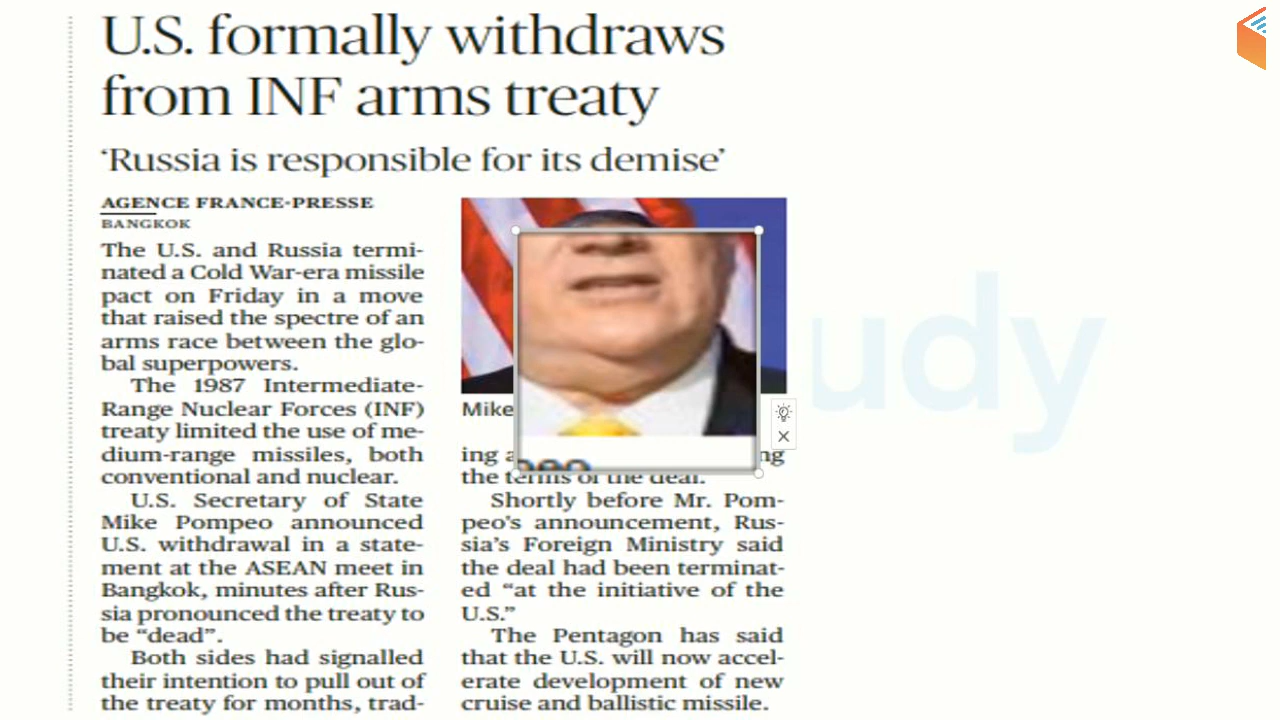 U.S. formally withdraws
from INF arms treaty
‘Russia is responsible for its demise’
AGENCE FRANCE-PRESSE
BANGKOK
The U.S. and Russia termi-
nated a Cold War-era missile
pact on Friday in a move
that raised the spectre of an
arms race between the glo-
bal superpowers.
The 1987 Intermediate-
Range Nuclear Forces (INF)
treaty limited the use of me-
dium-range missiles, both
conventional and nuclear.
U.S. Secretary of State
Mike Pompeo announced
U.S. withdrawal in a state-
ment at the ASEAN meet in
Bangkok, minutes after Rus-
sia pronounced the treaty to
be “dead”.
Both sides had signalled
their intention to pull out of
the treaty for months, trad-
Mike
ing
the terms of the deal.
Shortly before Mr. Pom-
peo’s announcement, Rus-
sia’s Foreign Ministry said
the deal had been terminat-
ed “at the initiative of the
U.S.”
The Pentagon has said
that the U.S. will now accel-
erate development of new
cruise and ballistic missile.
udy